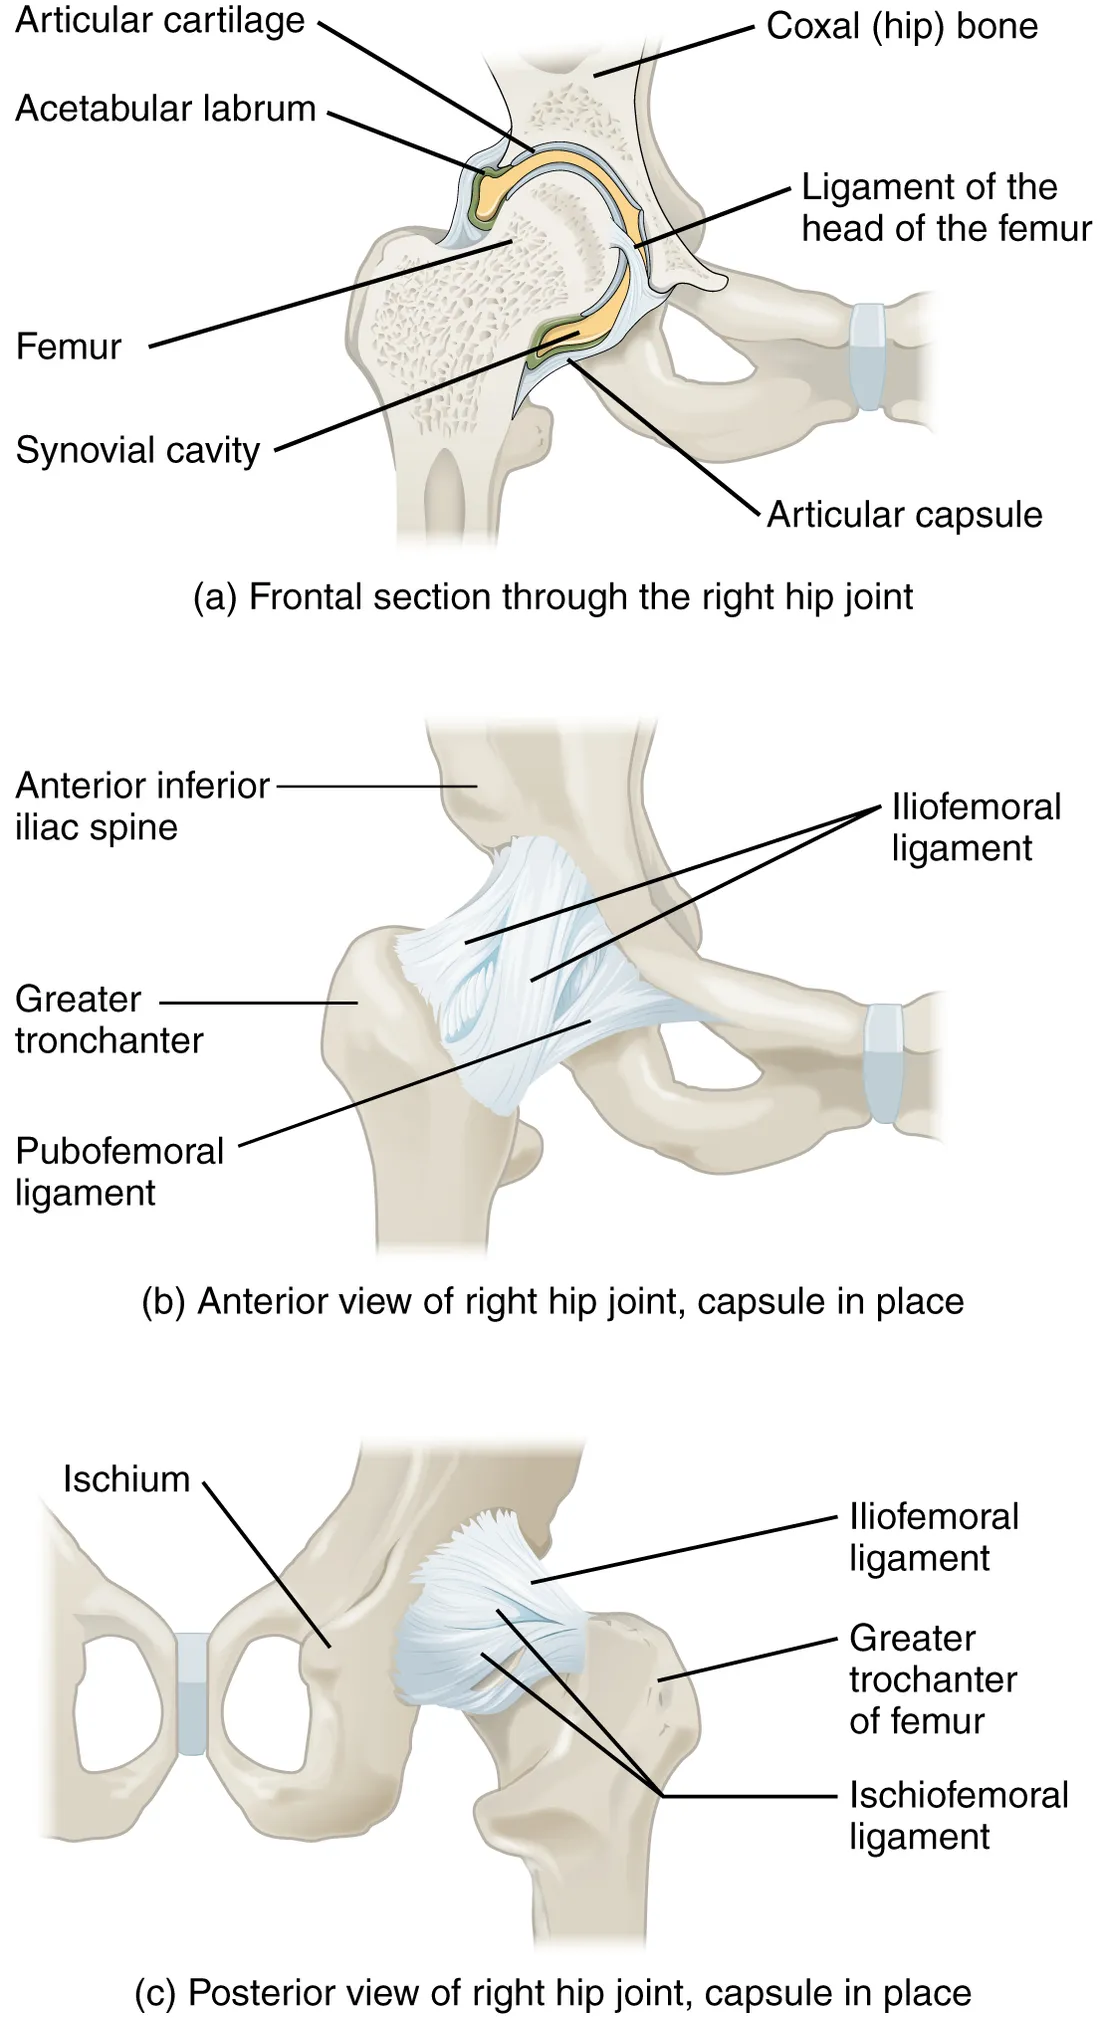 Articular cartilage
Coxal (hip) bone
Acetabular labrum
Ligament of the
head of the femur
Femur
Synovial cavity
Articular capsule
(a) Frontal section through the right hip joint
Anterior inferior
iliac spine
Iliofemoral
ligament
Greater
tronchanter
Pubofemoral
ligament
(b) Anterior view of right hip joint, capsule in place
Ischium
Iliofemoral
ligament
Greater
trochanter
of femur
Ischiofemoral
ligament
(c) Posterior view of right hip joint, capsule in place